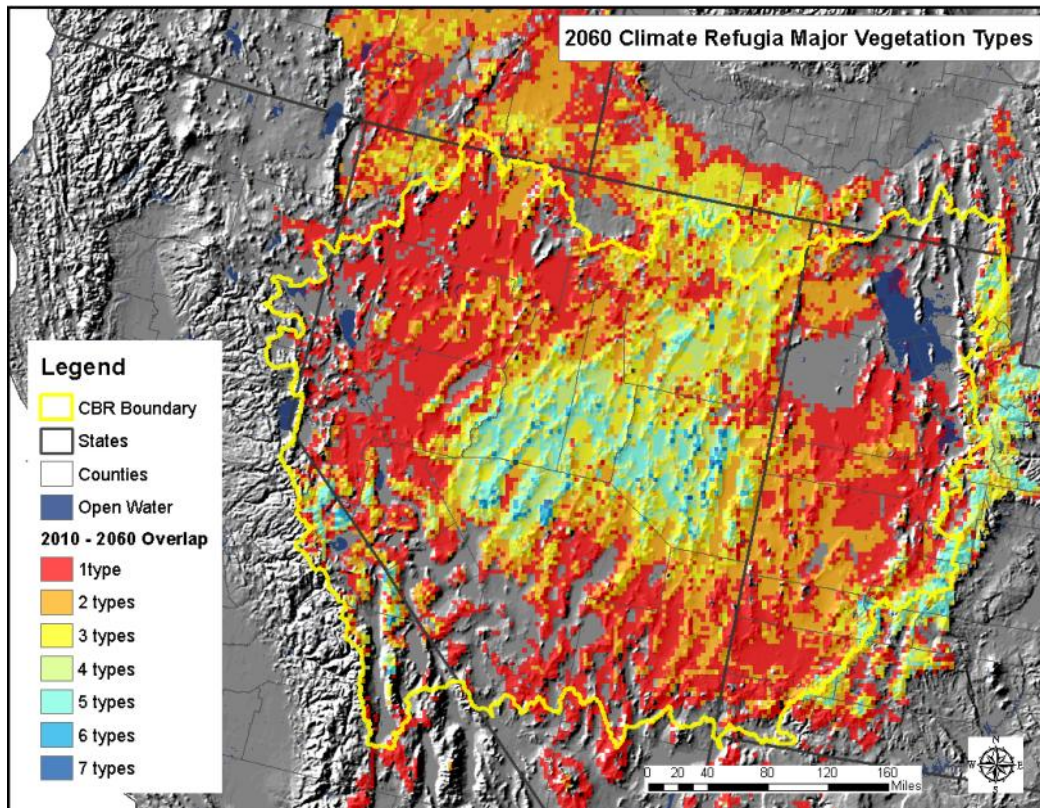 2060 Climate Refugia Major Vegetation Types
Legend
CBR Boundary
States
Counties
Open Water
2010 - 2060 Overlap
1type
2 types
3 types
4 types
5 types
6 types
7 types
0 20 40 80 120 160
Miles
N
W E
S